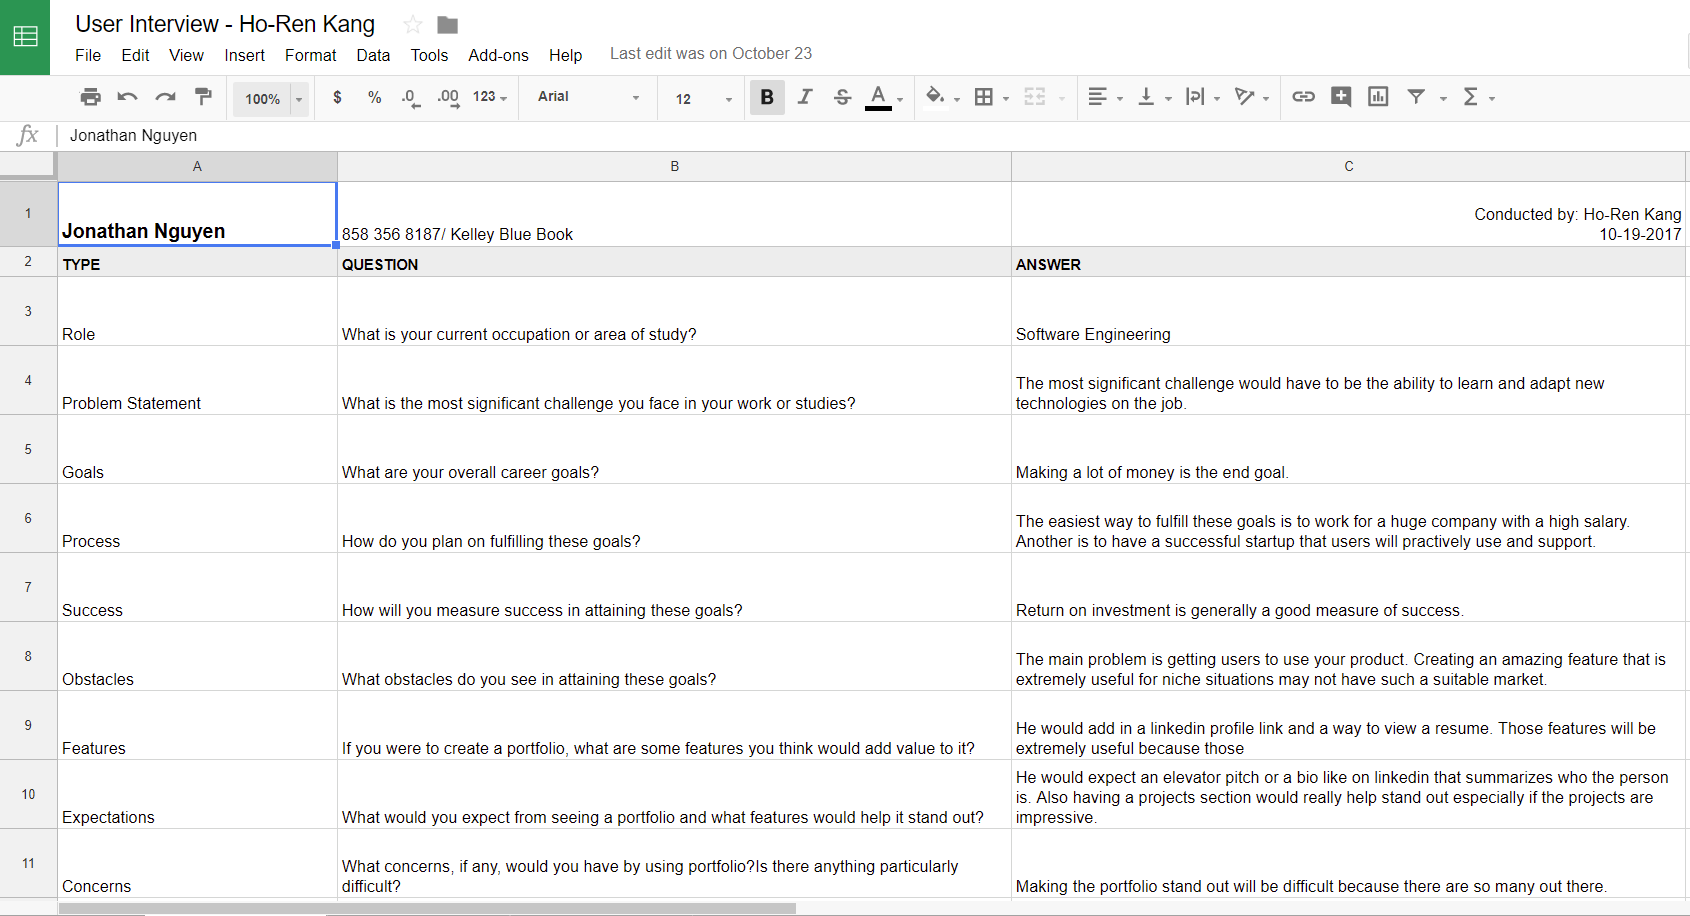 User Interview - Ho-Ren Kang
File Edit View Insert Format Data Tools Add-ons Help Last edit was on October 23
100% $ % .0 .00 123 Arial 12 B I S A
fx Jonathan Nguyen
A B C
1 Jonathan Nguyen 858 356 8187/ Kelley Blue Book Conducted by: Ho-Ren Kang
10-19-2017
2 TYPE QUESTION ANSWER
3 Role What is your current occupation or area of study? Software Engineering
4 Problem Statement What is the most significant challenge you face in your work or studies? The most significant challenge would have to be the ability to learn and adapt new
technologies on the job.
5 Goals What are your overall career goals? Making a lot of money is the end goal.
6 Process How do you plan on fulfilling these goals? The easiest way to fulfill these goals is to work for a huge company with a high salary.
Another is to have a successful startup that users will practively use and support.
7 Success How will you measure success in attaining these goals? Return on investment is generally a good measure of success.
8 Obstacles What obstacles do you see in attaining these goals? The main problem is getting users to use your product. Creating an amazing feature that is
extremely useful for niche situations may not have such a suitable market.
9 Features If you were to create a portfolio, what are some features you think would add value to it? He would add in a linkedin profile link and a way to view a resume. Those features will be
extremely useful because those
10 Expectations What would you expect from seeing a portfolio and what features would help it stand out? He would expect an elevator pitch or a bio like on linkedin that summarizes who the person
is. Also having a projects section would really help stand out especially if the projects are
impressive.
11 Concerns What concerns, if any, would you have by using portfolio?Is there anything particularly
difficult? Making the portfolio stand out will be difficult because there are so many out there.